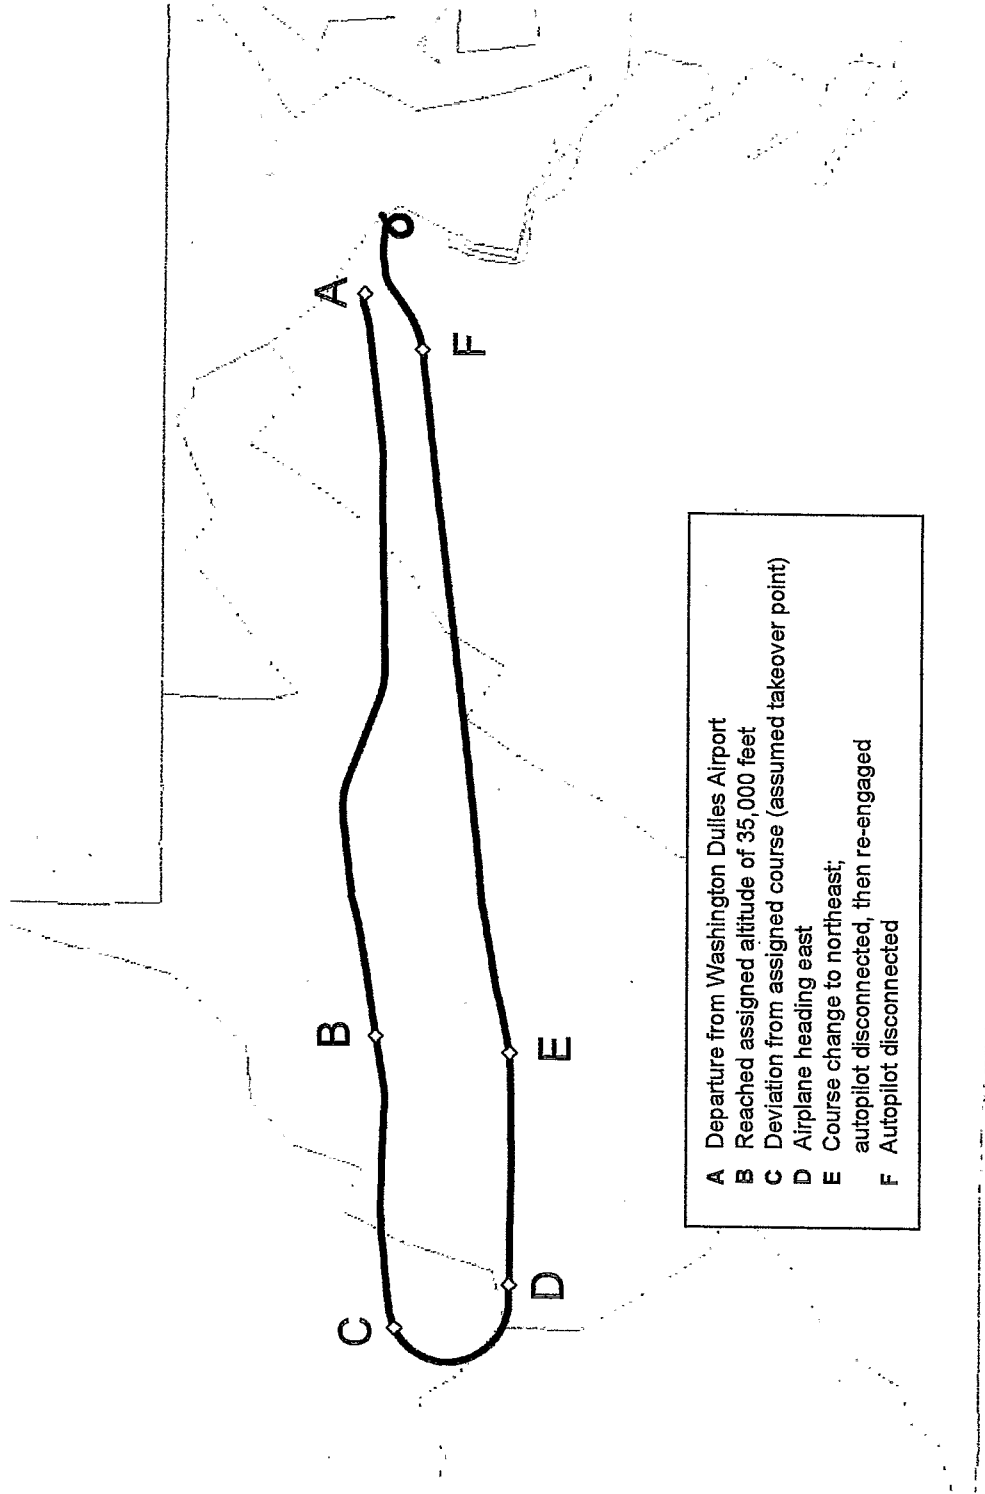 A
B
C
D
E
F
A Departure from Washington Dulles Airport
B Reached assigned altitude of 35,000 feet
C Deviation from assigned course (assumed takeover point)
D Airplane heading east
E Course change to northeast;
autopilot disconnected, then re-engaged
F Autopilot disconnected